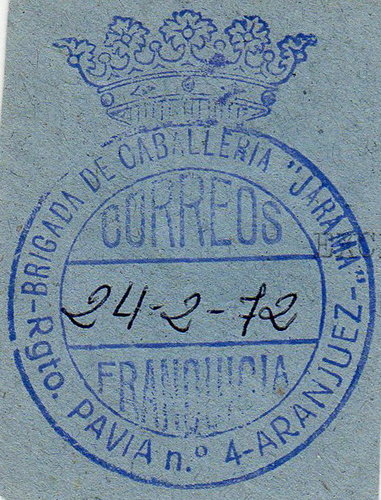 BRIGADA DE CABALLERIA "JARAMA"
CORREOS
24-2-72
FRANQUICIA
Rgto. PAVIA n.º 4-ARANJUEZ-